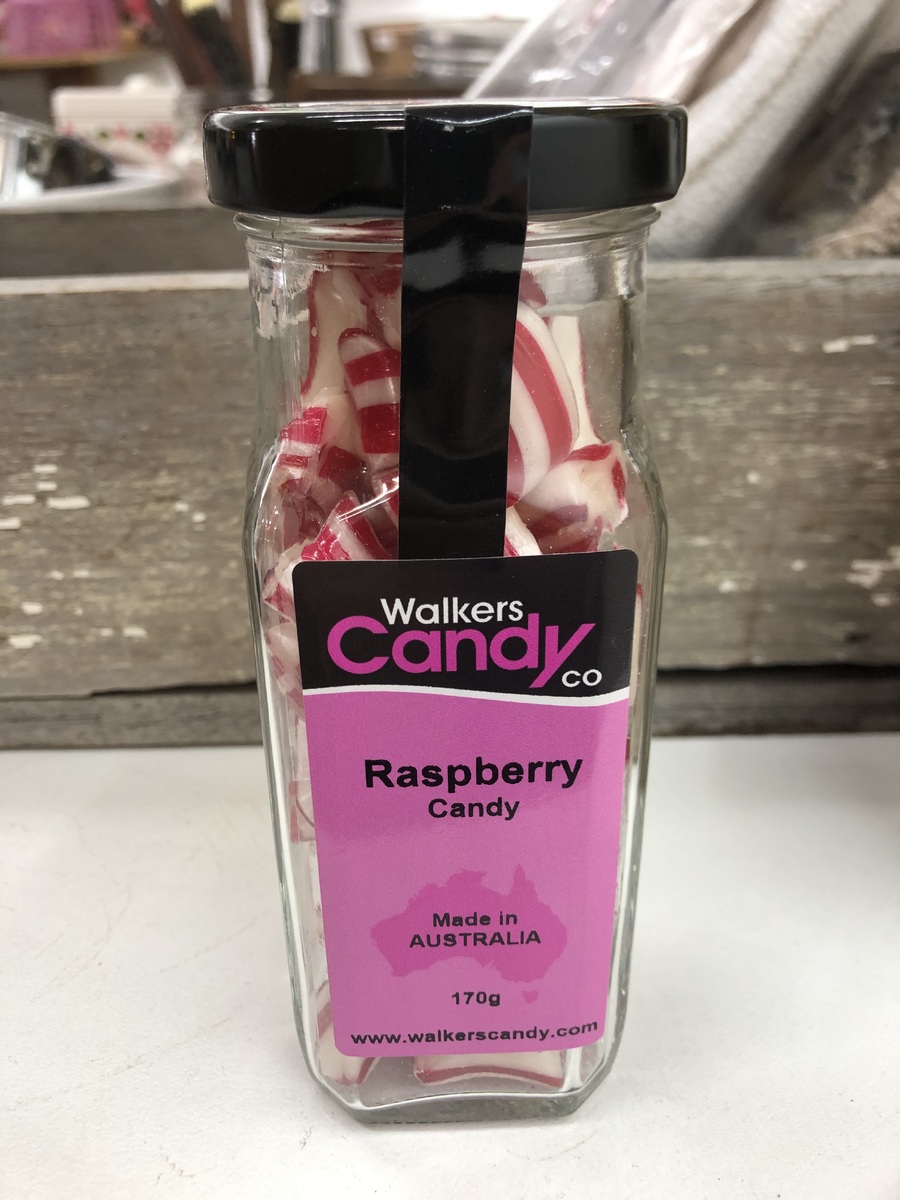 Walkers
Candy
CO
Raspberry
Candy
Made in
AUSTRALIA
170g
www.walkerscandy.com